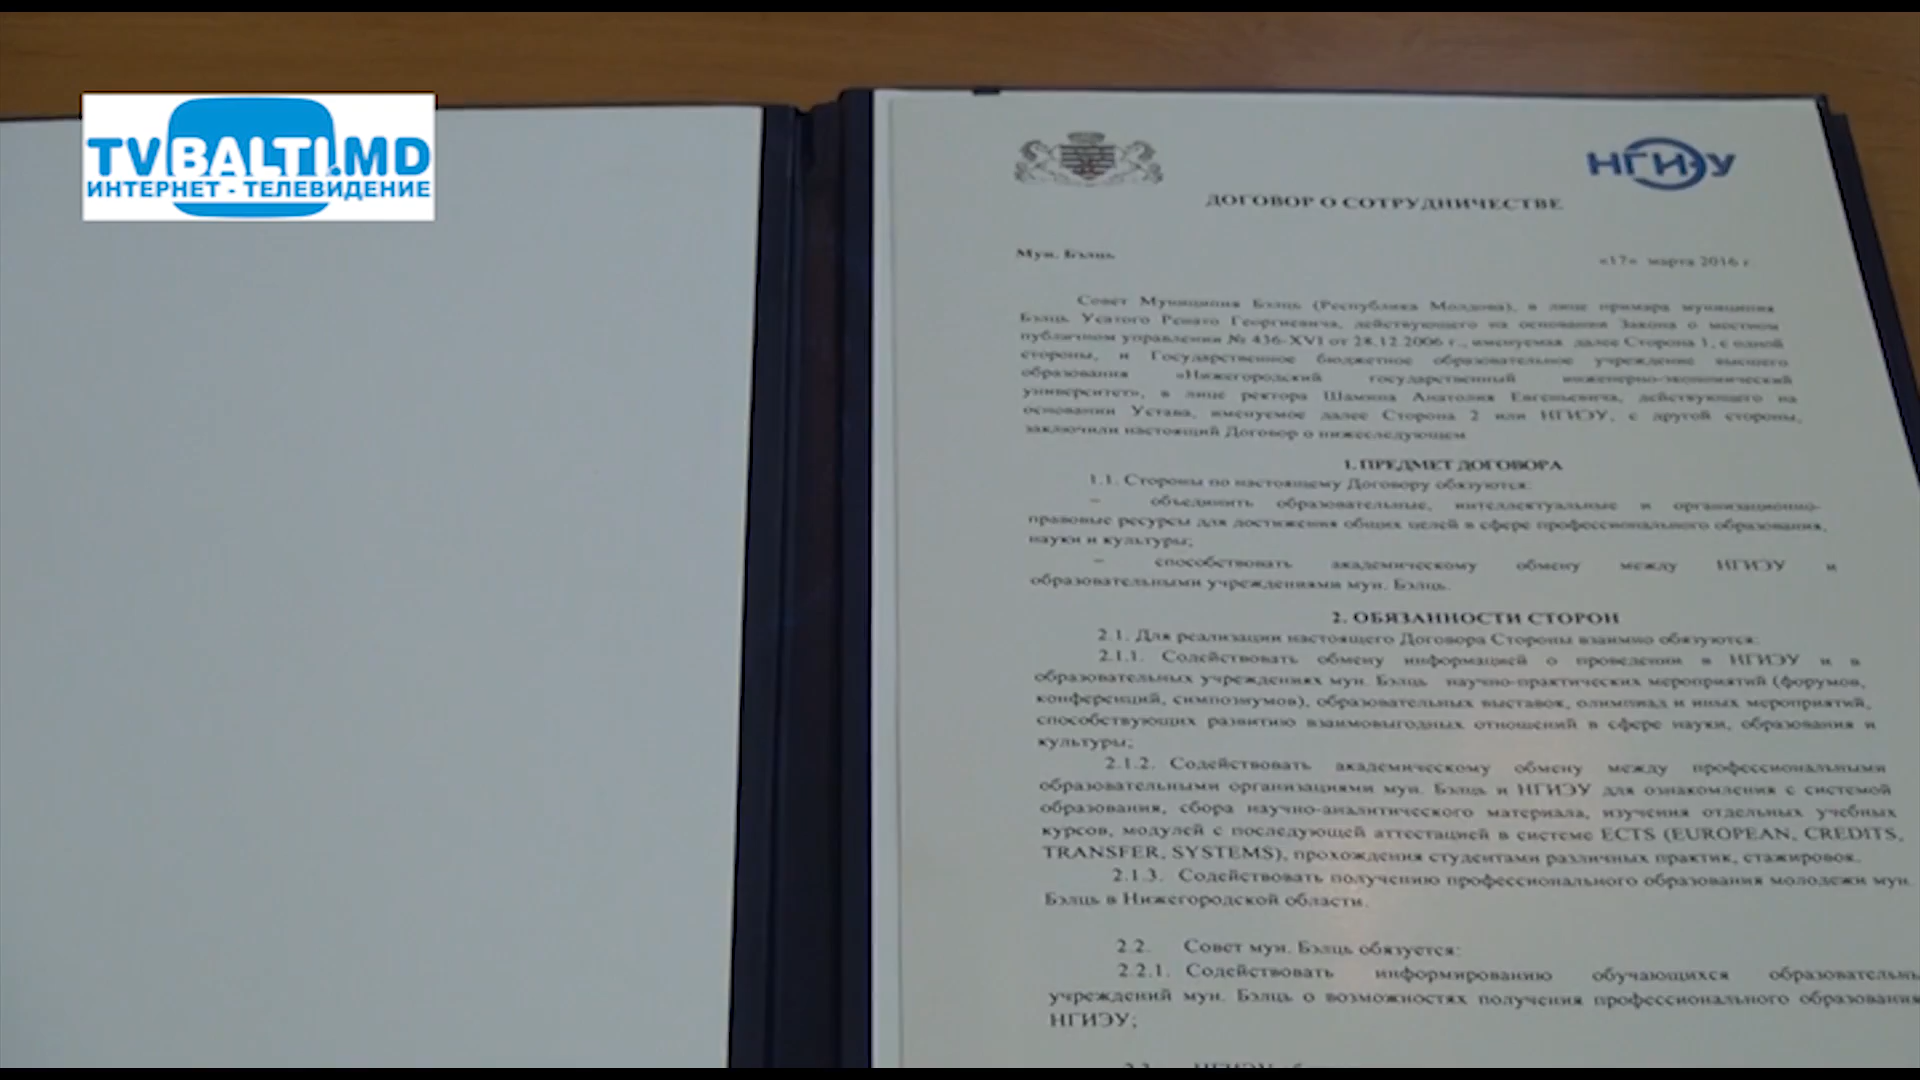 TVBALTI.MD
ИНТЕРНЕТ - ТЕЛЕВИДЕНИЕ
НГИЭУ
ДОГОВОР О СОТРУДНИЧЕСТВЕ
Мун. Бэлць
«17» марта 2016 г.
Совет Муниципия Бэлць (Республика Молдова), в лице примара муниципия
Бэлць Усатого Ренато Георгиевича, действующего на основании Закона о местном
публичном управлении № 436-XVI от 28.12.2006 г., именуемая далее Сторона 1, с одной
стороны, и Государственное бюджетное образовательное учреждение высшего
образования «Нижегородский государственный инженерно-экономический
университет», в лице ректора Шамина Анатолия Евгеньевича, действующего на
основании Устава, именуемое далее Сторона 2 или НГИЭУ, с другой стороны,
заключили настоящий Договор о нижеследующем
1. ПРЕДМЕТ ДОГОВОРА
1.1. Стороны по настоящему Договору обязуются:
– объединить образовательные, интеллектуальные и организационно-
правовые ресурсы для достижения общих целей в сфере профессионального образования,
науки и культуры;
– способствовать академическому обмену между НГИЭУ и
образовательными учреждениями мун. Бэлць.
2. ОБЯЗАННОСТИ СТОРОН
2.1. Для реализации настоящего Договора Стороны взаимно обязуются:
2.1.1. Содействовать обмену информацией о проведении в НГИЭУ и в
образовательных учреждениях мун. Бэлць научно-практических мероприятий (форумов,
конференций, симпозиумов), образовательных выставок, олимпиад и иных мероприятий,
способствующих развитию взаимовыгодных отношений в сфере науки, образования и
культуры;
2.1.2. Содействовать академическому обмену между профессиональными
образовательными организациями мун. Бэлць и НГИЭУ для ознакомления с системой
образования, сбора научно-аналитического материала, изучения отдельных учебных
курсов, модулей с последующей аттестацией в системе ECTS (EUROPEAN, CREDITS,
TRANSFER, SYSTEMS), прохождения студентами различных практик, стажировок.
2.1.3. Содействовать получению профессионального образования молодежи мун.
Бэлць в Нижегородской области.
2.2. Совет мун. Бэлць обязуется:
2.2.1. Содействовать информированию обучающихся образовательн
учреждений мун. Бэлць о возможностях получения профессионального образования
НГИЭУ;